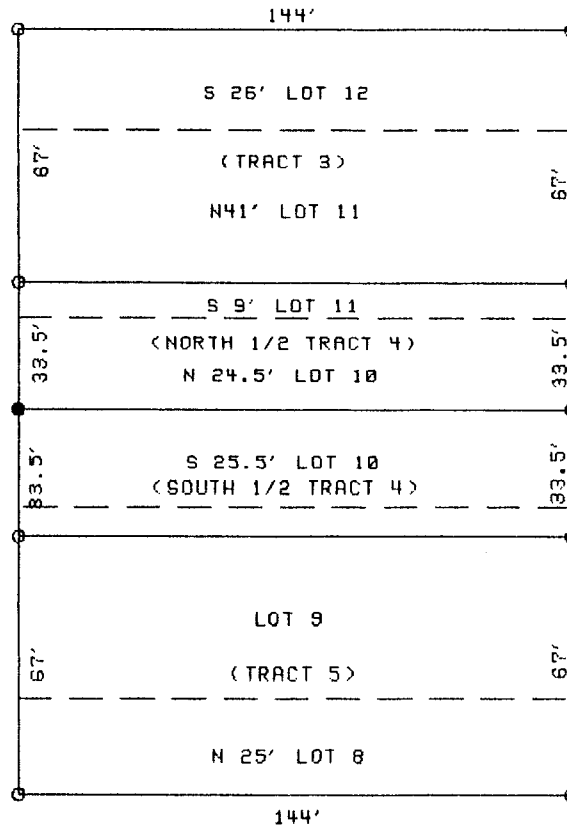 144'
S 26' LOT 12
67'
(TRACT 3)
67'
N41' LOT 11
S 9' LOT 11
33.5'
(NORTH 1/2 TRACT 4)
33.5'
N 24.5' LOT 10
33.5'
S 25.5' LOT 10
(SOUTH 1/2 TRACT 4)
33.5'
LOT 9
67'
(TRACT 5)
67'
N 25' LOT 8
144'